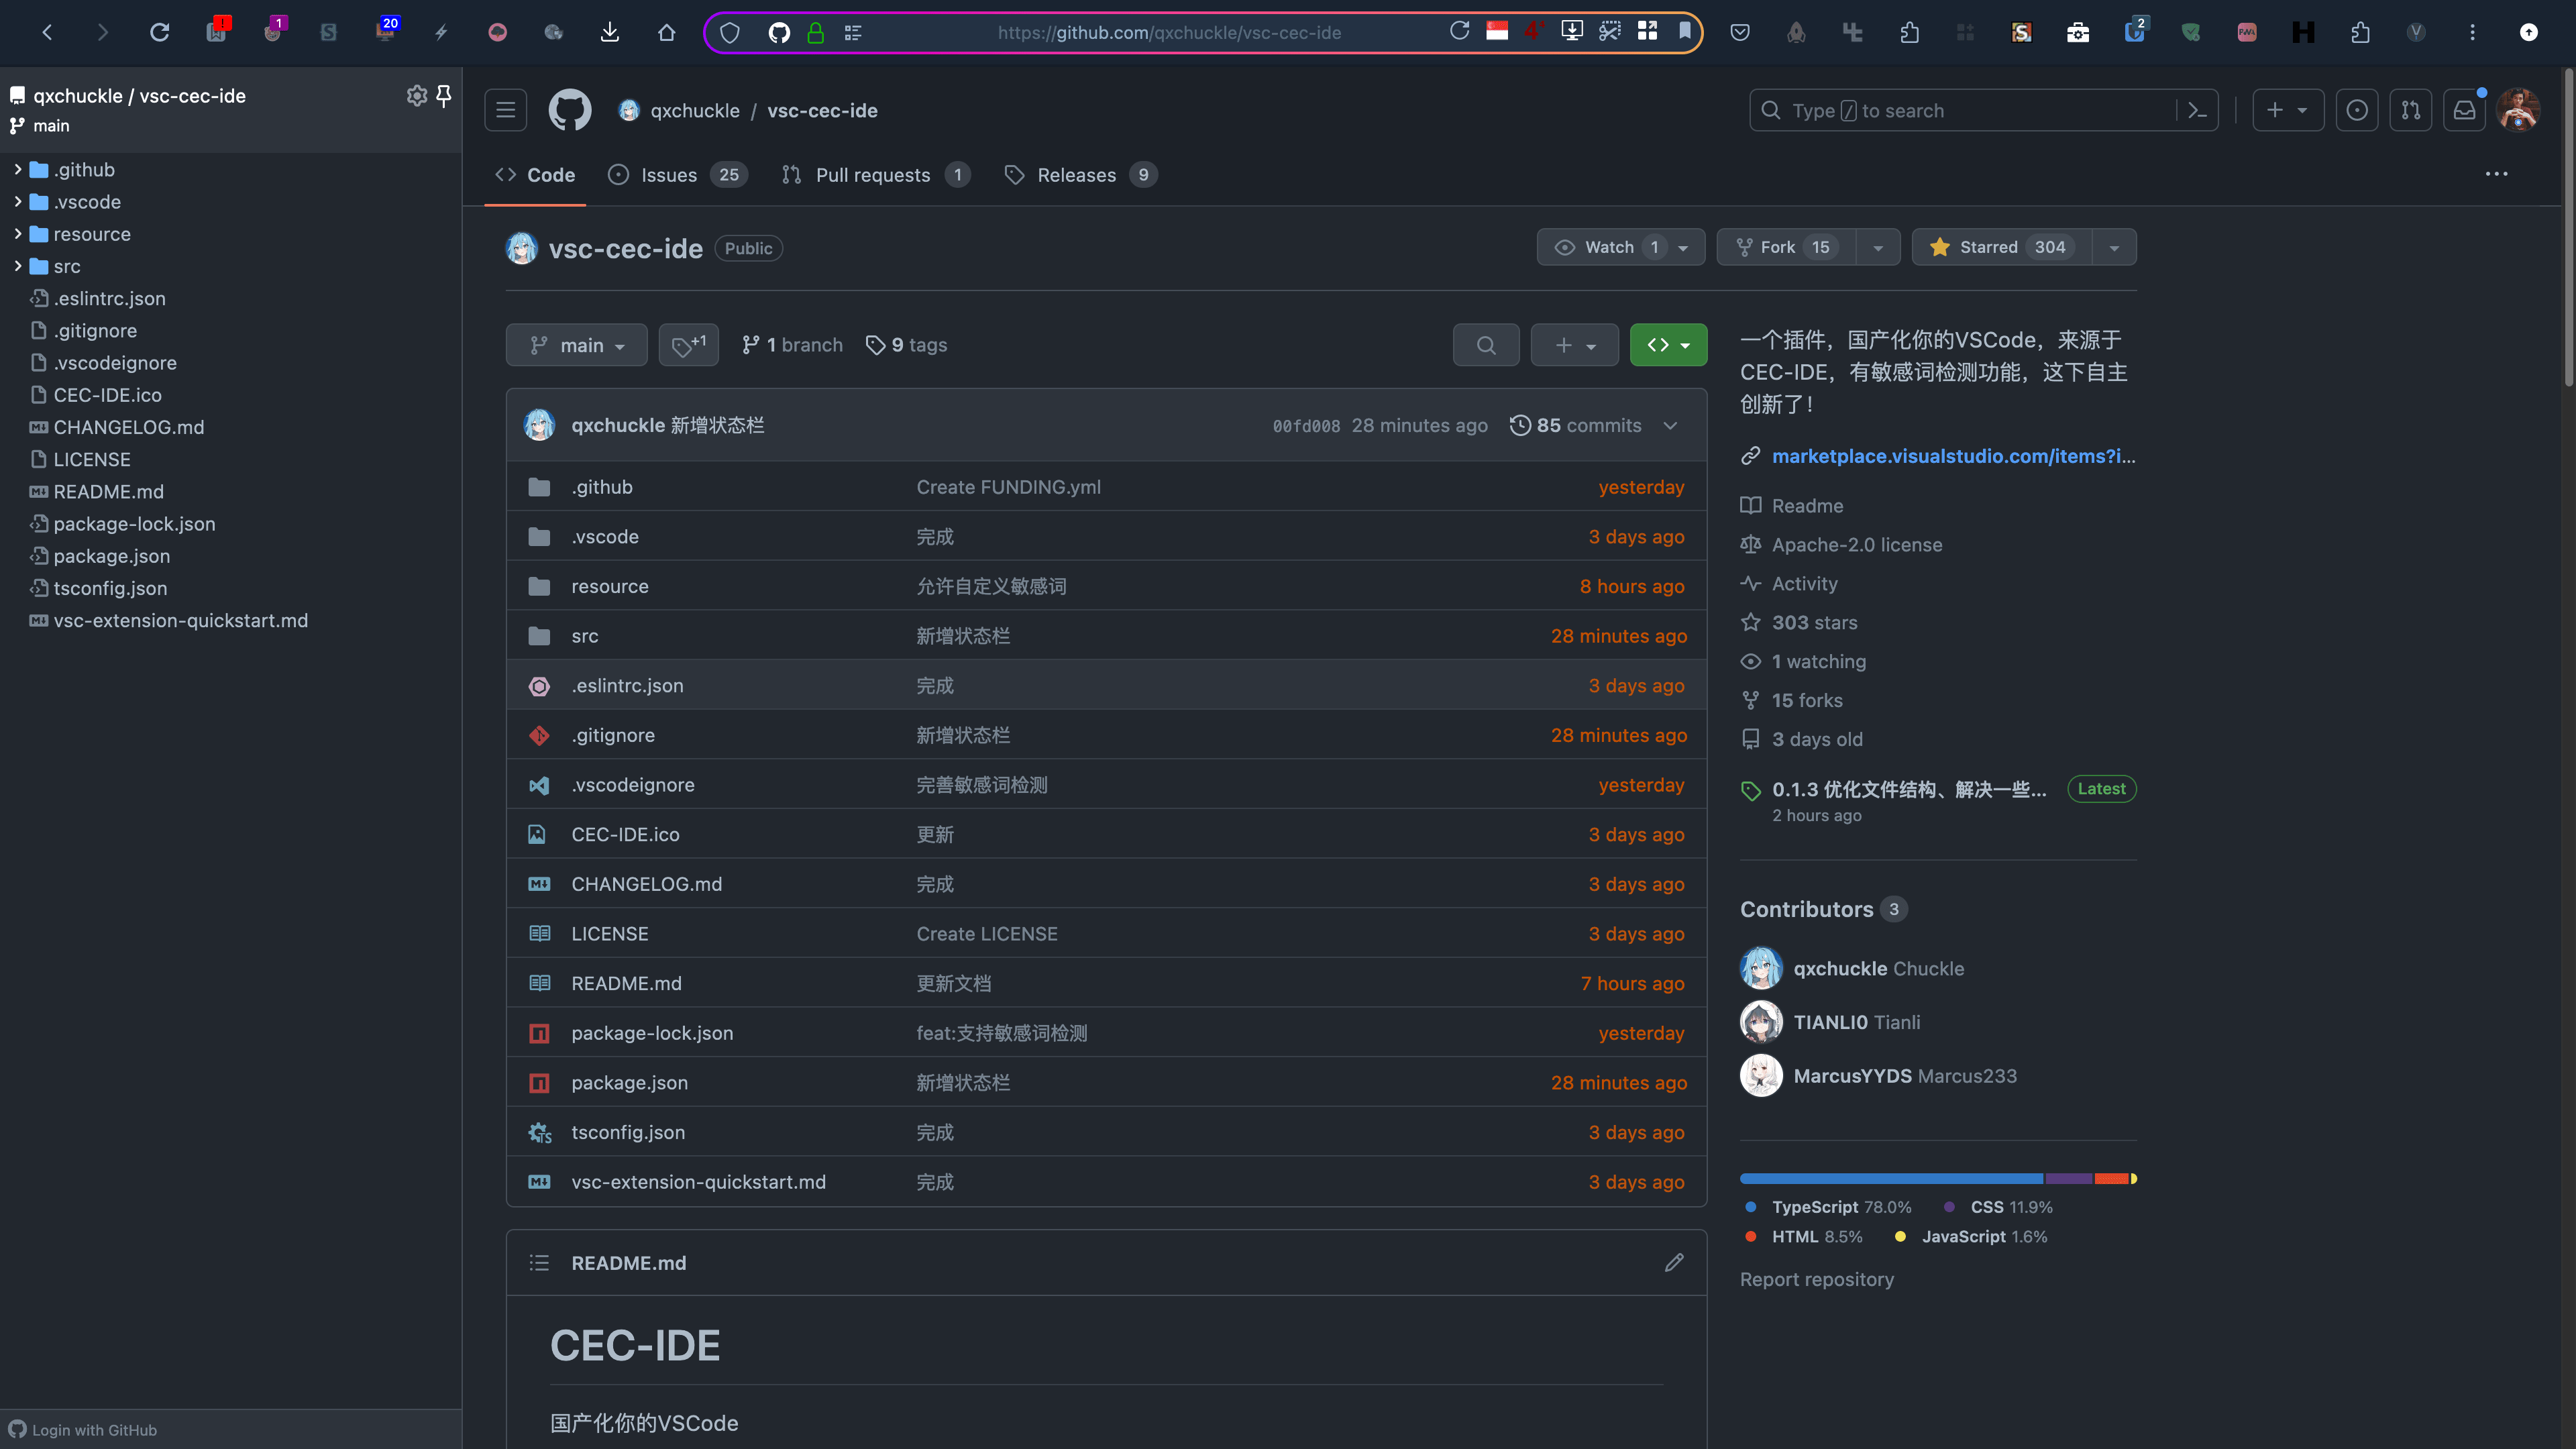 1
20
https://github.com/qxchuckle/vsc-cec-ide
4+
2
qxchuckle / vsc-cec-ide
main
.github
.vscode
resource
src
.eslintrc.json
.gitignore
.vscodeignore
CEC-IDE.ico
CHANGELOG.md
LICENSE
README.md
package-lock.json
package.json
tsconfig.json
vsc-extension-quickstart.md
Login with GitHub
qxchuckle / vsc-cec-ide
Type / to search
Code
Issues 25
Pull requests 1
Releases 9
vsc-cec-ide Public
Watch 1
Fork 15
Starred 304
main
+1
1 branch
9 tags
qxchuckle 新增状态栏 00fd008 28 minutes ago 85 commits
.github Create FUNDING.yml yesterday
.vscode 完成 3 days ago
resource 允许自定义敏感词 8 hours ago
src 新增状态栏 28 minutes ago
.eslintrc.json 完成 3 days ago
.gitignore 新增状态栏 28 minutes ago
.vscodeignore 完善敏感词检测 yesterday
CEC-IDE.ico 更新 3 days ago
CHANGELOG.md 完成 3 days ago
LICENSE Create LICENSE 3 days ago
README.md 更新文档 7 hours ago
package-lock.json feat:支持敏感词检测 yesterday
package.json 新增状态栏 28 minutes ago
tsconfig.json 完成 3 days ago
vsc-extension-quickstart.md 完成 3 days ago
README.md
CEC-IDE
国产化你的VSCode
一个插件，国产化你的VSCode，来源于
CEC-IDE，有敏感词检测功能，这下自主
创新了！
marketplace.visualstudio.com/items?i...
Readme
Apache-2.0 license
Activity
303 stars
1 watching
15 forks
3 days old
0.1.3 优化文件结构、解决一些... Latest
2 hours ago
Contributors 3
qxchuckle Chuckle
TIANLI0 Tianli
MarcusYYDS Marcus233
TypeScript 78.0% CSS 11.9%
HTML 8.5% JavaScript 1.6%
Report repository